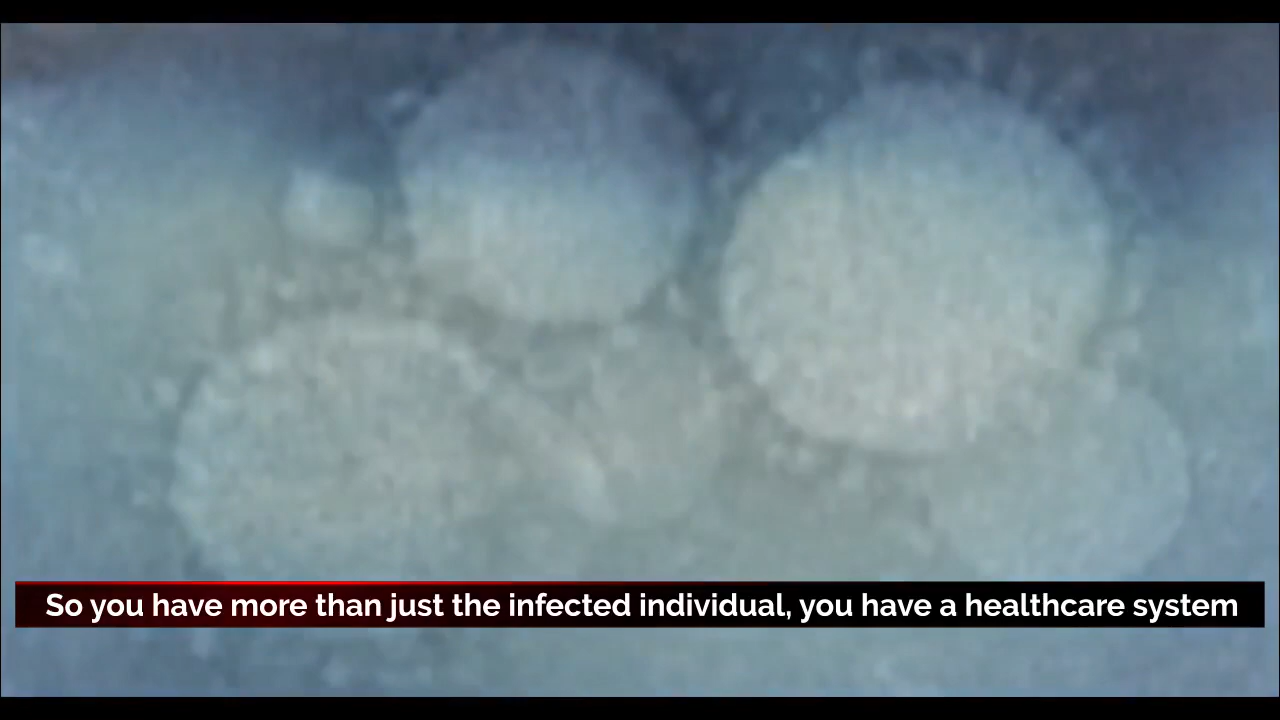 So you have more than just the infected individual, you have a healthcare system